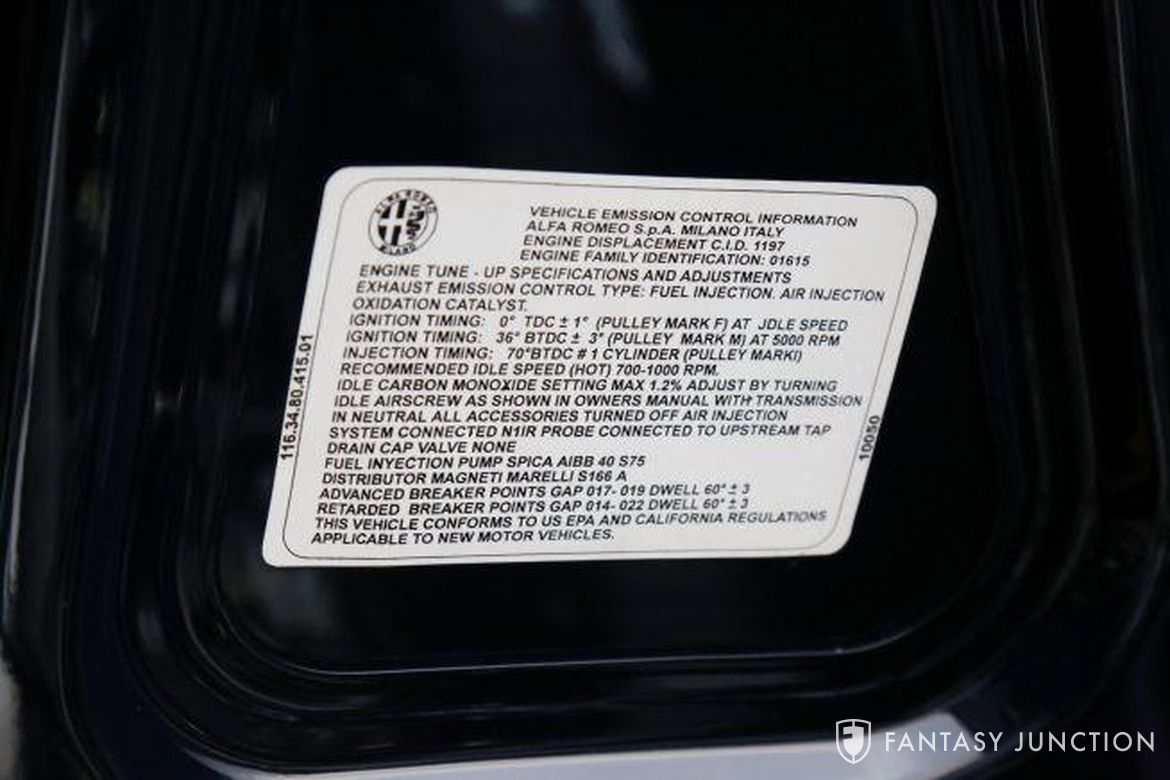 ALFA ROMEO
MILANO
VEHICLE EMISSION CONTROL INFORMATION
ALFA ROMEO S.p.A. MILANO ITALY
ENGINE DISPLACEMENT C.I.D. 1197
ENGINE FAMILY IDENTIFICATION: 01615
ENGINE TUNE - UP SPECIFICATIONS AND ADJUSTMENTS
EXHAUST EMISSION CONTROL TYPE: FUEL INJECTION. AIR INJECTION
OXIDATION CATALYST.
IGNITION TIMING: 0° TDC ± 1° (PULLEY MARK F) AT JDLE SPEED
IGNITION TIMING: 36° BTDC ± 3° (PULLEY MARK M) AT 5000 RPM
INJECTION TIMING: 70°BTDC # 1 CYLINDER (PULLEY MARKI)
RECOMMENDED IDLE SPEED (HOT) 700-1000 RPM.
IDLE CARBON MONOXIDE SETTING MAX 1.2% ADJUST BY TURNING
IDLE AIRSCREW AS SHOWN IN OWNERS MANUAL WITH TRANSMISSION
IN NEUTRAL ALL ACCESSORIES TURNED OFF AIR INJECTION
SYSTEM CONNECTED N1IR PROBE CONNECTED TO UPSTREAM TAP
DRAIN CAP VALVE NONE
FUEL INYECTION PUMP SPICA AIBB 40 S75
DISTRIBUTOR MAGNETI MARELLI S166 A
ADVANCED BREAKER POINTS GAP 017- 019 DWELL 60° ± 3
RETARDED BREAKER POINTS GAP 014- 022 DWELL 60° ± 3
THIS VEHICLE CONFORMS TO US EPA AND CALIFORNIA REGULATIONS
APPLICABLE TO NEW MOTOR VEHICLES.
116.34.80.415.01
10050
FANTASY JUNCTION